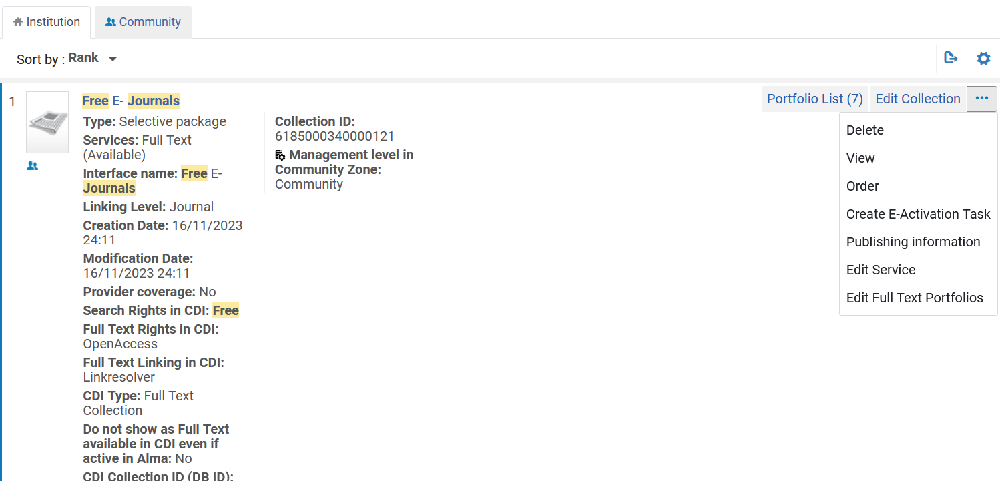 Institution
Community
Sort by : Rank
1
Free E- Journals
Portfolio List (7)
Edit Collection
Type: Selective package
Services: Full Text
(Available)
Interface name: Free E-
Journals
Linking Level: Journal
Creation Date: 16/11/2023
24:11
Modification Date:
16/11/2023 24:11
Provider coverage: No
Search Rights in CDI: Free
Full Text Rights in CDI:
OpenAccess
Full Text Linking in CDI:
Linkresolver
CDI Type: Full Text
Collection
Do not show as Full Text
available in CDI even if
active in Alma: No
CDI Collection ID (DB ID):
Collection ID:
6185000340000121
Management level in
Community Zone:
Community
Delete
View
Order
Create E-Activation Task
Publishing information
Edit Service
Edit Full Text Portfolios